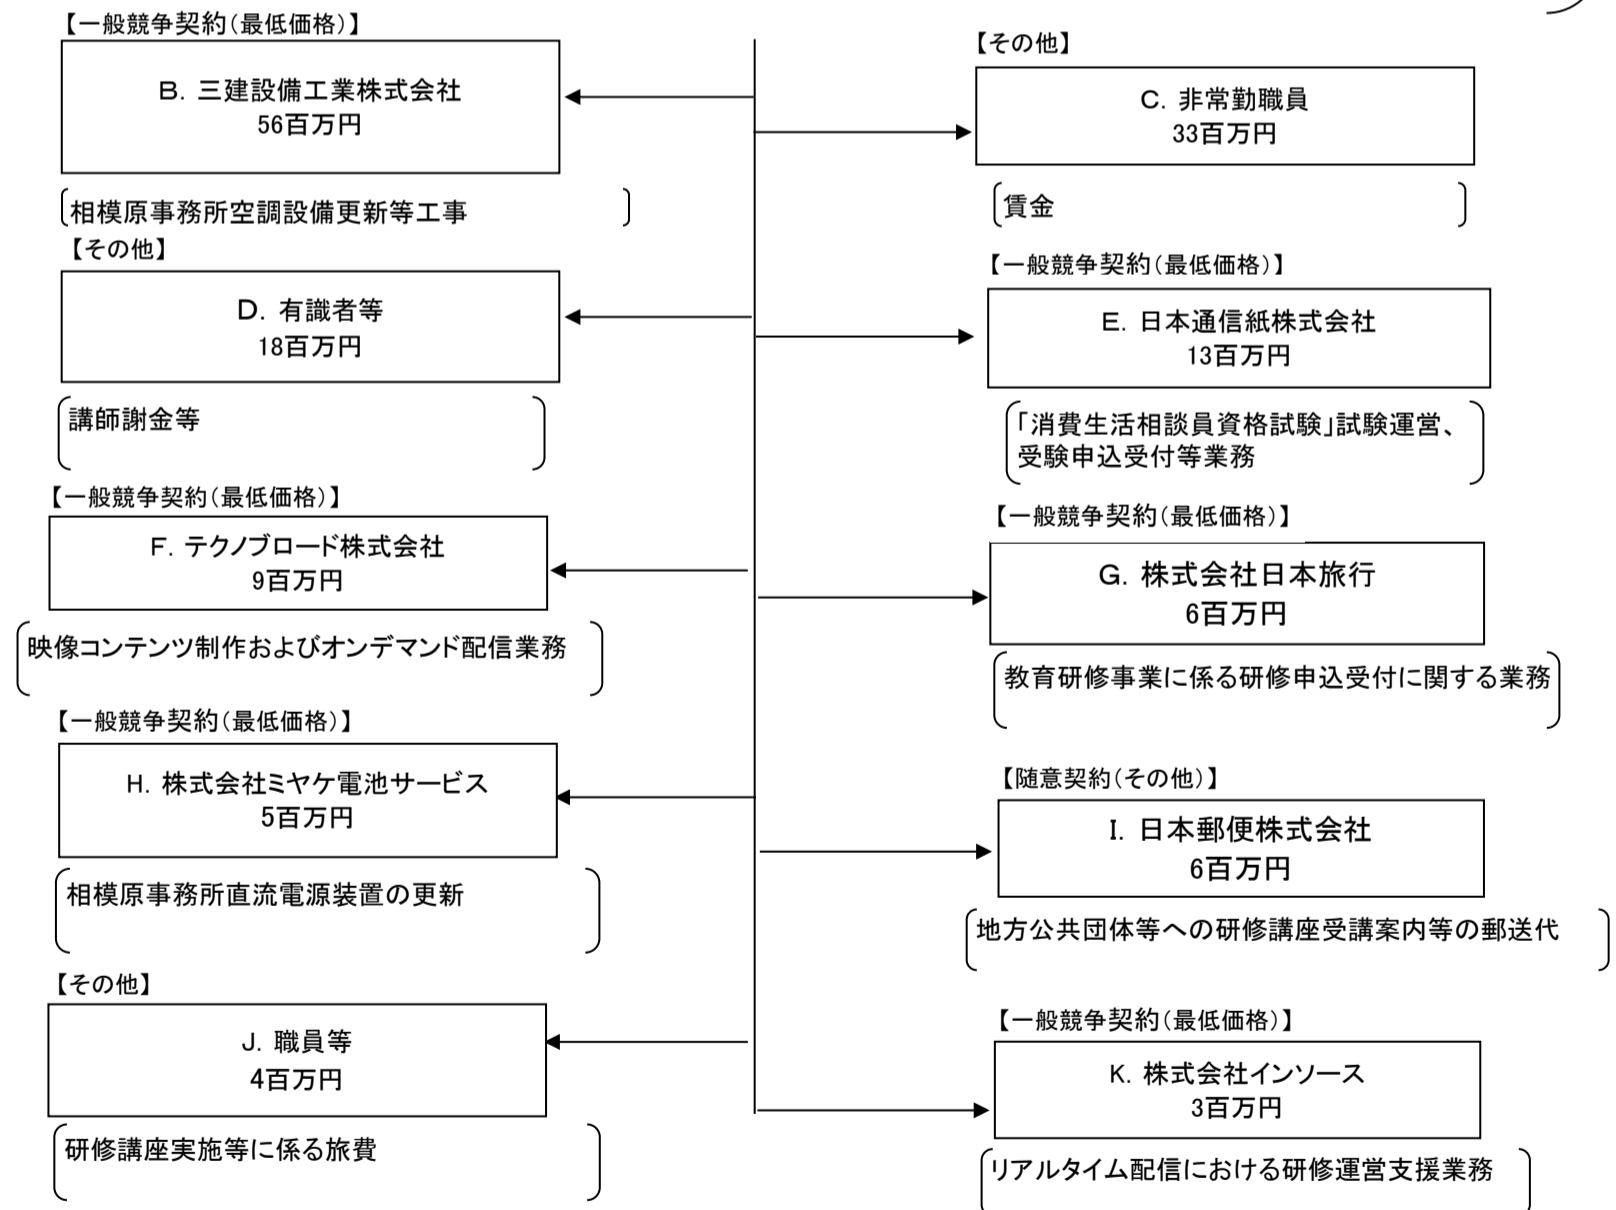 【一般競争契約（最低価格）】
B. 三建設備工業株式会社
56百万円
相模原事務所空調設備更新等工事
【その他】
C. 非常勤職員
33百万円
賃金
【その他】
D. 有識者等
18百万円
講師謝金等
【一般競争契約（最低価格）】
E. 日本通信紙株式会社
13百万円
「消費生活相談員資格試験」試験運営、
受験申込受付等業務
【一般競争契約（最低価格）】
F. テクノブロード株式会社
9百万円
映像コンテンツ制作およびオンデマンド配信業務
【一般競争契約（最低価格）】
G. 株式会社日本旅行
6百万円
教育研修事業に係る研修申込受付に関する業務
【一般競争契約（最低価格）】
H. 株式会社ミヤケ電池サービス
5百万円
相模原事務所直流電源装置の更新
【随意契約（その他）】
I. 日本郵便株式会社
6百万円
地方公共団体等への研修講座受講案内等の郵送代
【その他】
J. 職員等
4百万円
研修講座実施等に係る旅費
【一般競争契約（最低価格）】
K. 株式会社インソース
3百万円
リアルタイム配信における研修運営支援業務